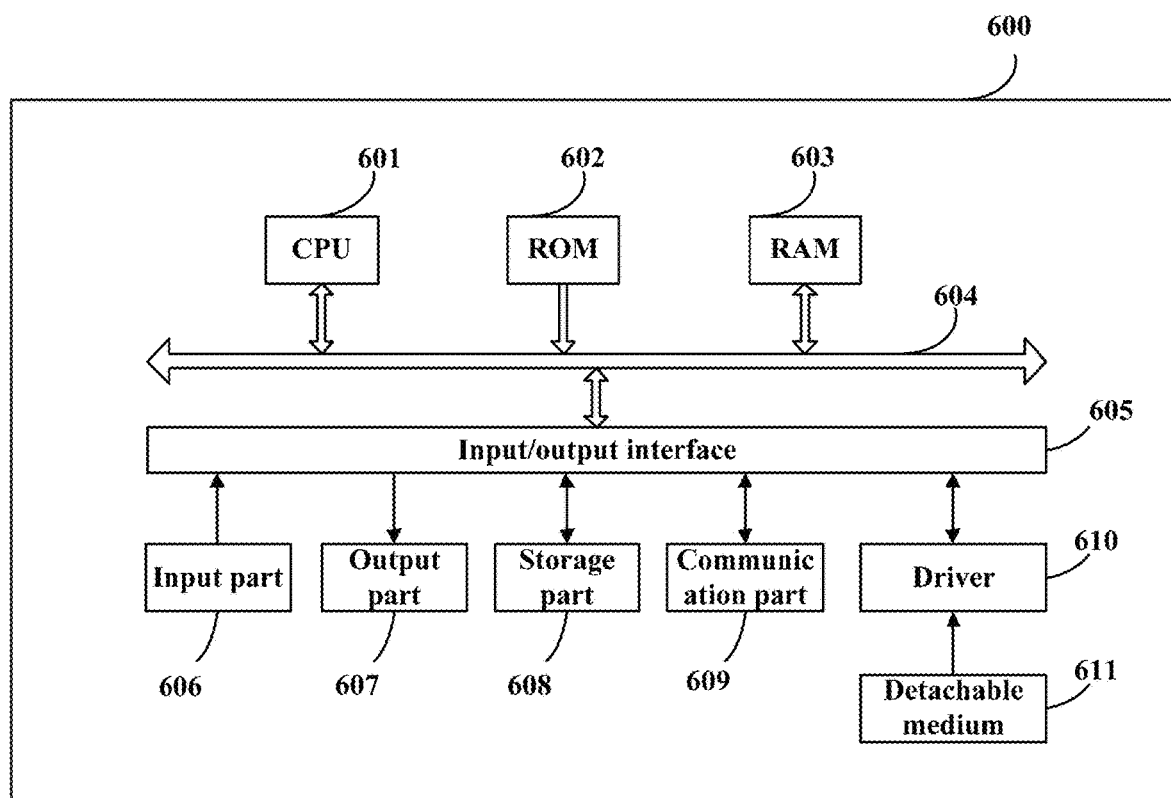 600
601
602
603
CPU
ROM
RAM
604
605
Input/output interface
Input part
Output
part
Storage
part
Communic
ation part
Driver
610
606
607
608
609
Detachable
medium
611